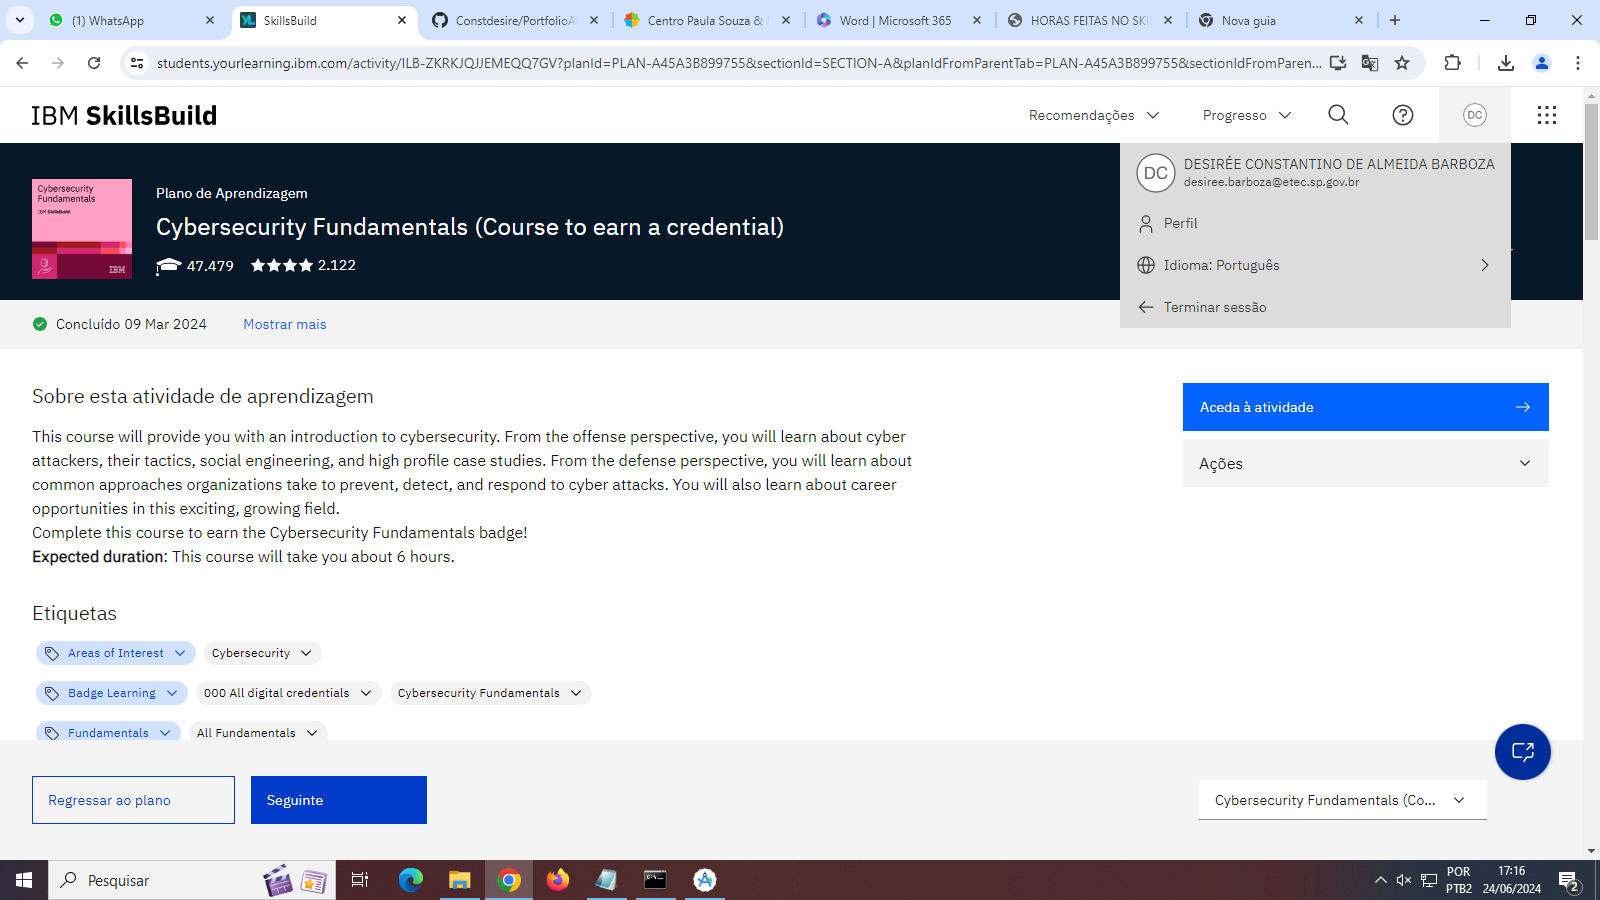 (1) WhatsApp
SkillsBuild
Constdesire/PortfolioA
Centro Paula Souza &
Word | Microsoft 365
HORAS FEITAS NO SKI
Nova guia
students.yourlearning.ibm.com/activity/ILB-ZKRKJQJJEMEQQ7GV?planId=PLAN-A45A3B899755&sectionId=SECTION-A&planIdFromParentTab=PLAN-A45A3B899755&sectionIdFromParen...
IBM SkillsBuild
Recomendações
Progresso
DC
DC
DESIRÉE CONSTANTINO DE ALMEIDA BARBOZA
desiree.barboza@etec.sp.gov.br
Perfil
Idioma: Português
Terminar sessão
Cybersecurity
Fundamentals
IBM SkillsBuild
IBM
Plano de Aprendizagem
Cybersecurity Fundamentals (Course to earn a credential)
47.479
2.122
Concluído 09 Mar 2024
Mostrar mais
Sobre esta atividade de aprendizagem
This course will provide you with an introduction to cybersecurity. From the offense perspective, you will learn about cyber
attackers, their tactics, social engineering, and high profile case studies. From the defense perspective, you will learn about
common approaches organizations take to prevent, detect, and respond to cyber attacks. You will also learn about career
opportunities in this exciting, growing field.
Complete this course to earn the Cybersecurity Fundamentals badge!
Expected duration: This course will take you about 6 hours.
Aceda à atividade
Ações
Etiquetas
Areas of Interest
Cybersecurity
Badge Learning
000 All digital credentials
Cybersecurity Fundamentals
Fundamentals
All Fundamentals
Regressar ao plano
Seguinte
Cybersecurity Fundamentals (Co...
Pesquisar
POR
PTB2
17:16
24/06/2024
2